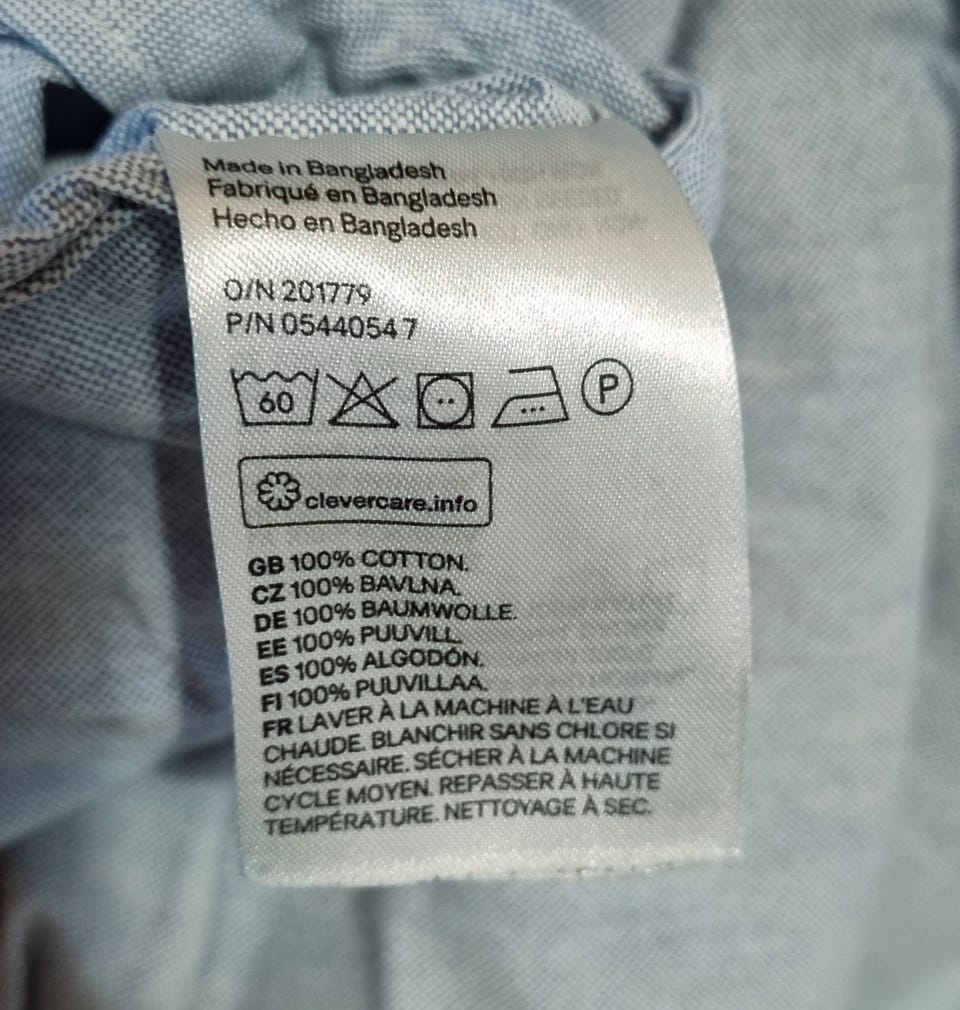 Made in Bangladesh
Fabriqué en Bangladesh
Hecho en Bangladesh
O/N 201779
P/N 05440547
60 P
clevercare.info
GB 100% COTTON.
CZ 100% BAVLNA.
DE 100% BAUMWOLLE.
EE 100% PUUVILL.
ES 100% ALGODÓN.
FI 100% PUUVILLAA.
FR LAVER À LA MACHINE À L'EAU
CHAUDE. BLANCHIR SANS CHLORE SI
NÉCESSAIRE. SÉCHER À LA MACHINE
CYCLE MOYEN. REPASSER À HAUTE
TEMPÉRATURE. NETTOYAGE À SEC.